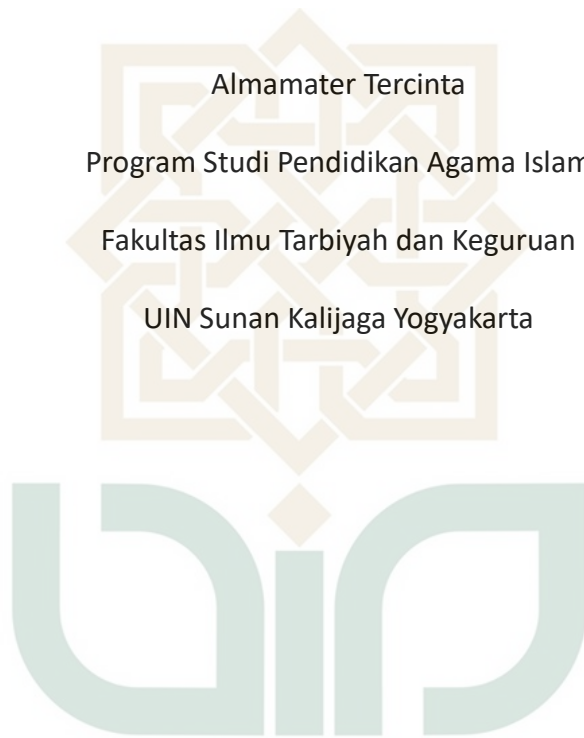 Almamater Tercinta
Program Studi Pendidikan Agama Islam
Fakultas Ilmu Tarbiyah dan Keguruan
UIN Sunan Kalijaga Yogyakarta